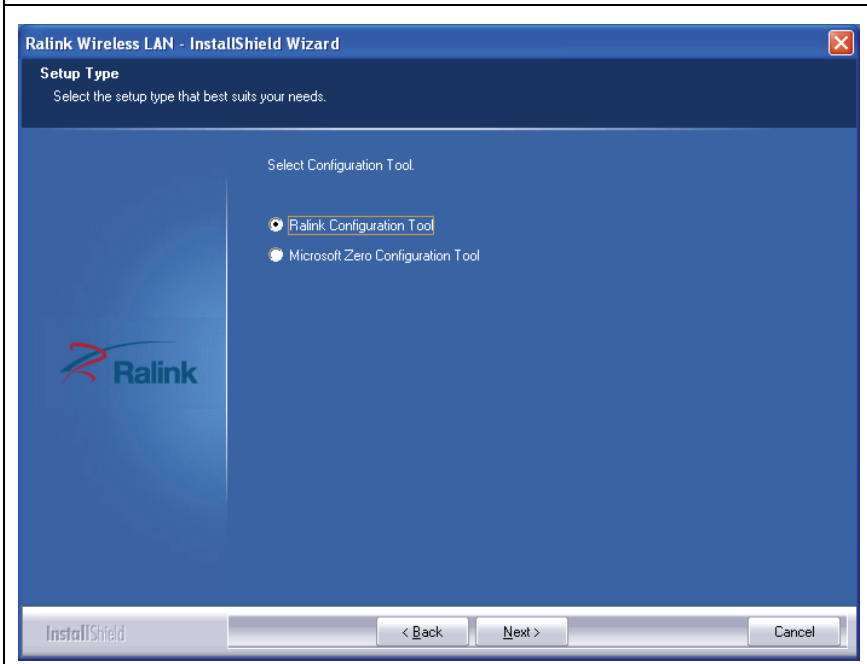 Ralink Wireless LAN - InstallShield Wizard
Setup Type
Select the setup type that best suits your needs.
Select Configuration Tool.
Ralink Configuration Tool
Microsoft Zero Configuration Tool
Ralink
InstallShield
< Back
Next >
Cancel